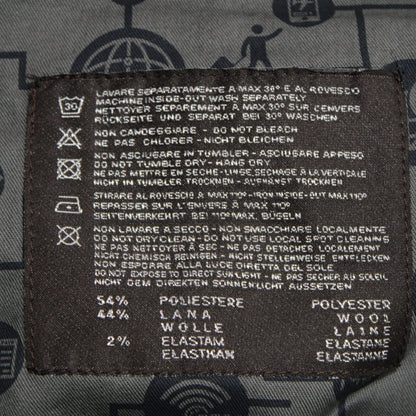 30
LAVARE SEPARATAMENTE A MAX 30° E AL ROVESCIO
MACHINE INSIDE-OUT WASH SEPARATELY
NETTOYER SEPAREMENT A MAX 30° SUR L'ENVERS
RÜCKSEITE UND SEPARAT BEI 30° WASCHEN
NON CANDEGGIARE - DO NOT BLEACH
NE PAS CHLORER - NICHT BLEICHEN
NON ASCIUGARE IN TUMBLER - ASCIUGARE APPESO
DO NOT TUMBLE DRY - HANG DRY
NE PAS METTRE EN SECHE-LINGE, SECHAGE A LA VERTICALE
NICHT IM TUMBLER TROCKNEN - AUFHÄNGT TROCKEN
STIRARE AL ROVESCIO A MAX 110° - IRON INSIDE-OUT MAX 110°
REPASSER SUR L'ENVERS A MAX 110°
SEITENVERKEHRT BEI MAX. 110° BÜGELN
NON LAVARE A SECCO - NON SMACCHIARE LOCALMENTE
DO NOT DRY CLEAN - DO NOT LOCAL SPOT CLEANING
NE PAS NETTOYER A SEC - NE PAS DETACHER LOCALEMENT
NICHT CHEMISCH REINIGEN - NICHT STELLENWEISE ENTFLECKEN
NON ESPORRE ALLA LUCE DIRETTA DEL SOLE
DO NOT EXPOSE TO DIRECT SUNLIGHT - NE PAS SECHER AU SOLEIL
NICHT DEM DIREKTEN SONNENLICHT AUSSETZEN
54% POLIESTERE POLYESTER
44% LANA WOOL
WOLLE LAINE
2% ELASTAM ELASTANE
ELASTHAN ELASTANNE